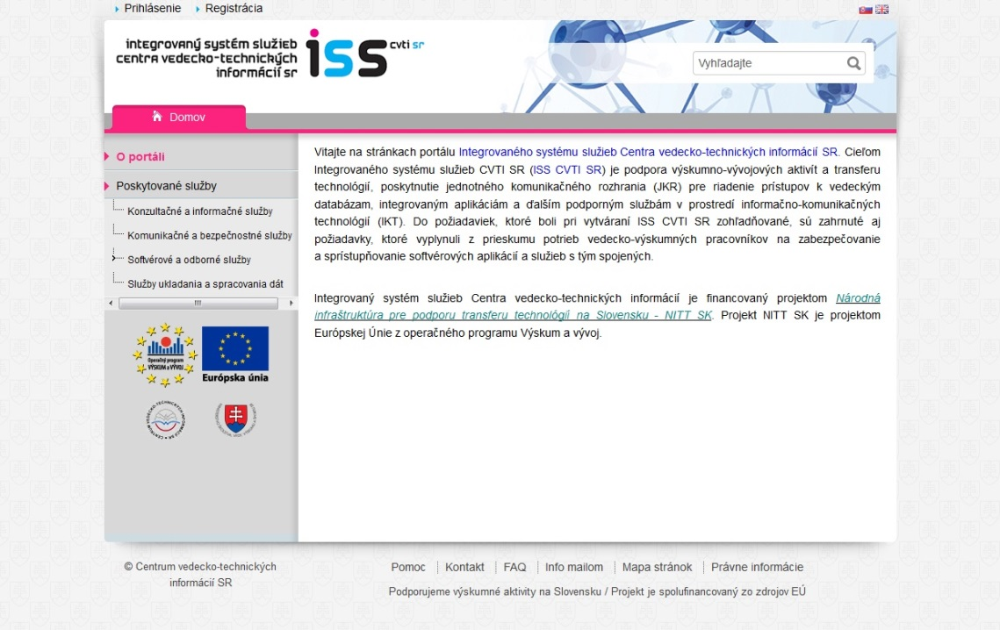 Prihlásenie Registrácia
integrovaný systém služieb
centra vedecko-technických
informácií sr
iss cvti sr
Vyhľadajte
Domov
O portáli
Poskytované služby
Konzultačné a informačné služby
Komunikačné a bezpečnostné služby
Softvérové a odborné služby
Služby ukladania a spracovania dát
Operačný program
VÝSKUM a VÝVOJ
Európska únia
Vitajte na stránkach portálu Integrovaného systému služieb Centra vedecko-technických informácií SR. Cieľom
Integrovaného systému služieb CVTI SR (ISS CVTI SR) je podpora výskumno-vývojových aktivít a transferu
technológií, poskytnutie jednotného komunikačného rozhrania (JKR) pre riadenie prístupov k vedeckým
databázam, integrovaným aplikáciám a ďalším podporným službám v prostredí informačno-komunikačných
technológií (IKT). Do požiadaviek, ktoré boli pri vytváraní ISS CVTI SR zohľadňované, sú zahrnuté aj
požiadavky, ktoré vyplynuli z prieskumu potrieb vedecko-výskumných pracovníkov na zabezpečovanie
a sprístupňovanie softvérových aplikácií a služieb s tým spojených.
Integrovaný systém služieb Centra vedecko-technických informácií je financovaný projektom Národná
infraštruktúra pre podporu transferu technológií na Slovensku - NITT SK. Projekt NITT SK je projektom
Európskej Únie z operačného programu Výskum a vývoj.
© Centrum vedecko-technických
informácií SR
Pomoc Kontakt FAQ Info mailom Mapa stránok Právne informácie
Podporujeme výskumné aktivity na Slovensku / Projekt je spolufinancovaný zo zdrojov EÚ